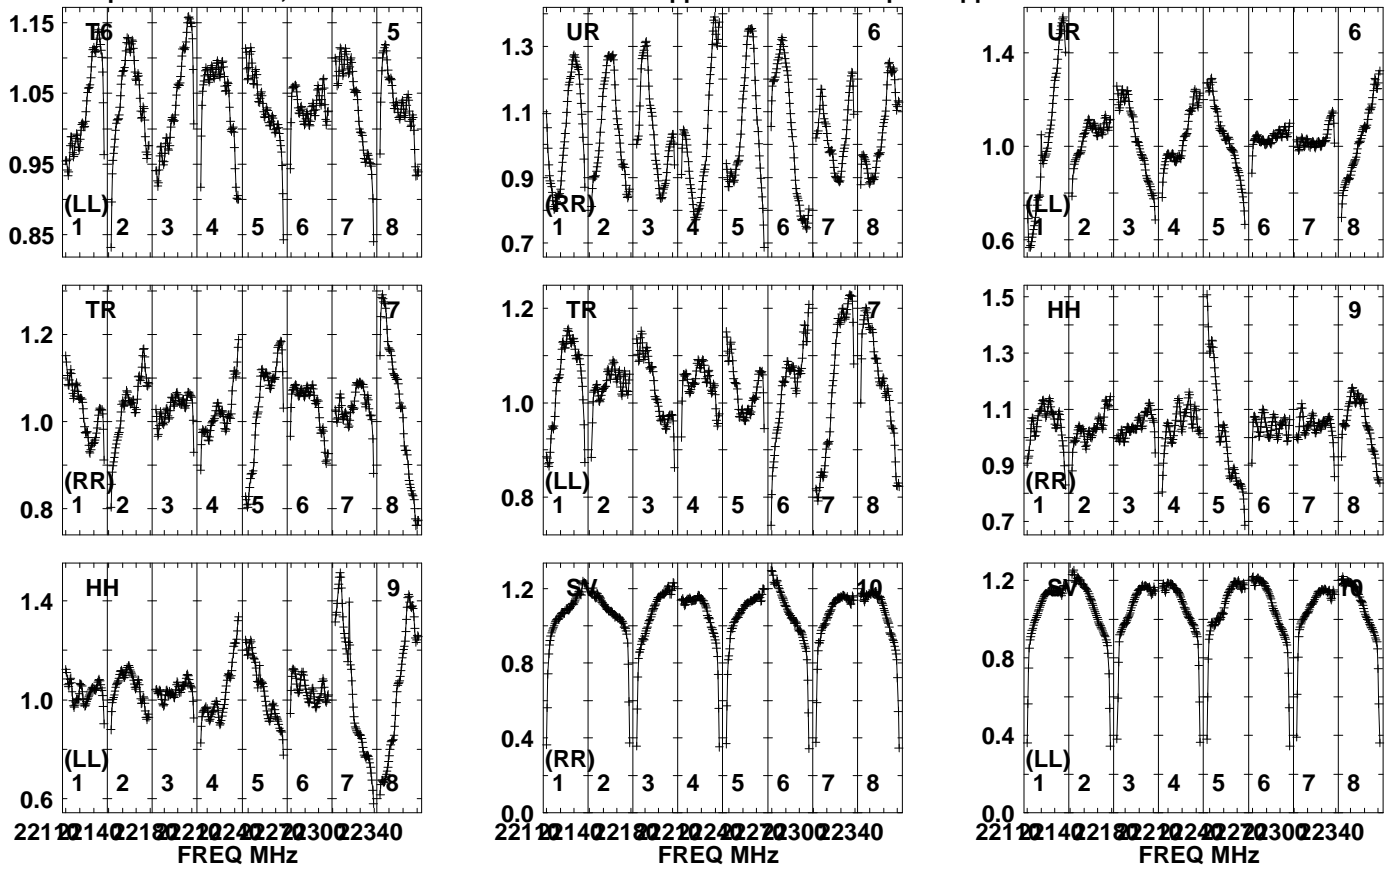 1.15 T6 5
1.05
0.95
0.85
(LL)
1 2 3 4 5 6 7 8
1.3 UR 6
1.1
0.9
0.7
(RR)
1 2 3 4 5 6 7 8
1.4 UR 6
1.0
0.6
(LL)
1 2 3 4 5 6 7 8
1.2 TR 7
1.0
0.8
(RR)
1 2 3 4 5 6 7 8
1.2 TR 7
1.0
0.8
(LL)
1 2 3 4 5 6 7 8
1.5 HH 9
1.3
1.1
0.9
0.7
(RR)
1 2 3 4 5 6 7 8
1.4 HH 9
1.0
0.6
(LL)
1 2 3 4 5 6 7 8
1.2 SV 10
0.8
0.4
0.0
(RR)
1 2 3 4 5 6 7 8
1.2 SV 10
0.8
0.4
0.0
(LL)
1 2 3 4 5 6 7 8
22340
FREQ MHz
22340
FREQ MHz
22340
FREQ MHz